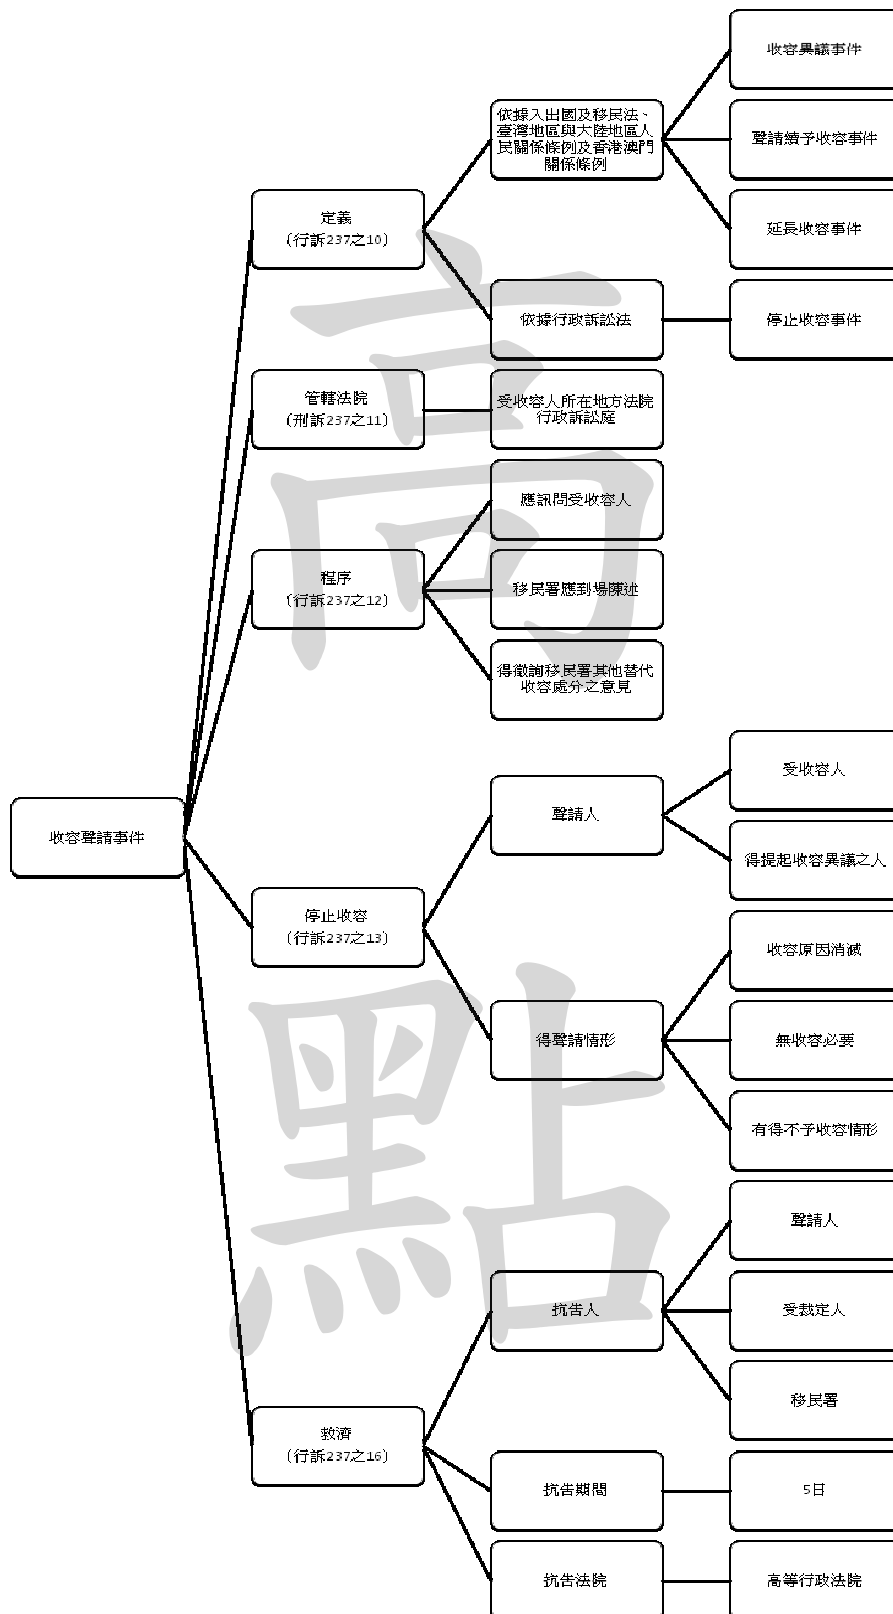 收容聲請事件
定義
(行訴237之10)
依據入出國及移民法、
臺灣地區與大陸地區人
民關係條例及香港澳門
關係條例
收容異議事件
聲請續予收容事件
延長收容事件
依據行政訴訟法
停止收容事件
管轄法院
(刑訴237之11)
受收容人所在地方法院
行政訴訟庭
程序
(行訴237之12)
應訊問受收容人
移民署應到場陳述
得徵詢移民署其他替代
收容處分之意見
停止收容
(行訴237之13)
聲請人
受收容人
得提起收容異議之人
得聲請情形
收容原因消滅
無收容必要
有得不予收容情形
救濟
(行訴237之16)
抗告人
聲請人
受裁定人
移民署
抗告期間
5日
抗告法院
高等行政法院
高
點